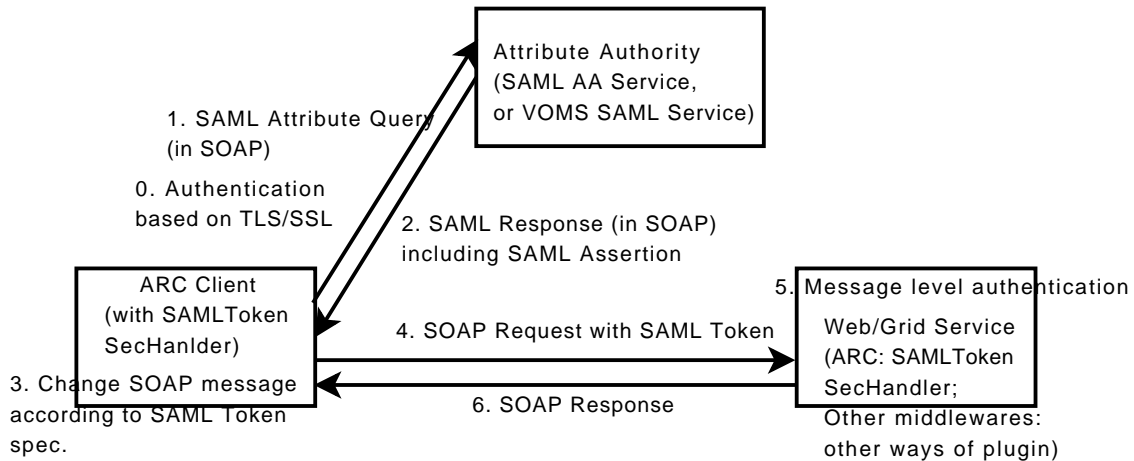 Attribute Authority
(SAML AA Service,
or VOMS SAML Service)
1. SAML Attribute Query
(in SOAP)
0. Authentication
based on TLS/SSL
2. SAML Response (in SOAP)
including SAML Assertion
ARC Client
(with SAMLToken
SecHanlder)
3. Change SOAP message
according to SAML Token
spec.
4. SOAP Request with SAML Token
6. SOAP Response
5. Message level authentication
Web/Grid Service
(ARC: SAMLToken
SecHandler;
Other middlewares:
other ways of plugin)